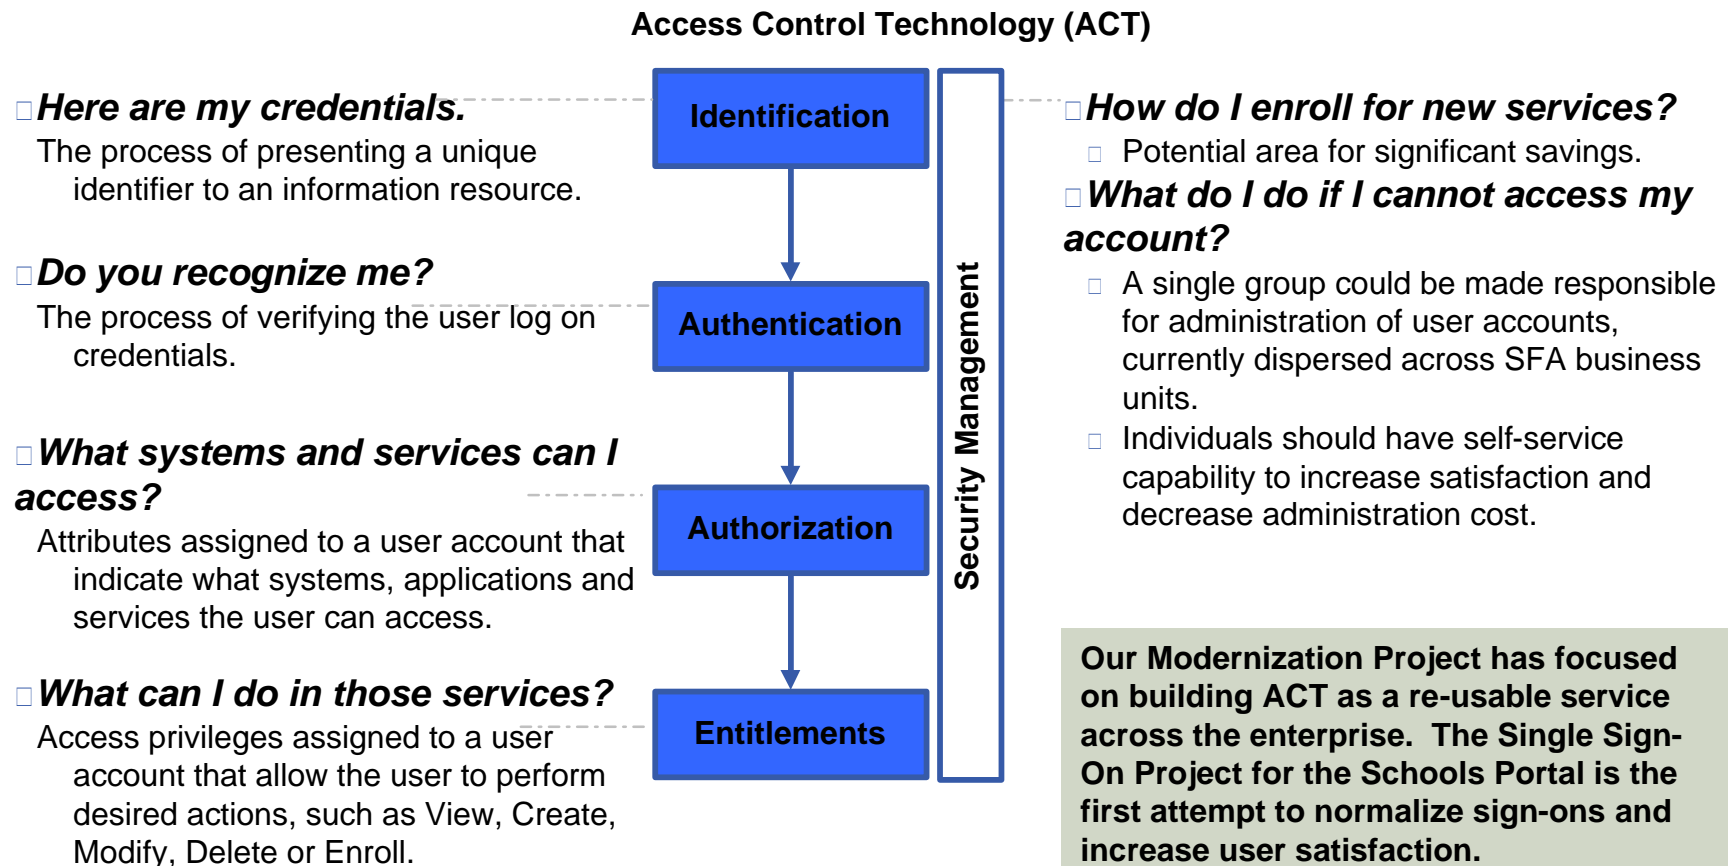 Access Control Technology (ACT)
Here are my credentials.
The process of presenting a unique
identifier to an information resource.
Do you recognize me?
The process of verifying the user log on
credentials.
What systems and services can I
access?
Attributes assigned to a user account that
indicate what systems, applications and
services the user can access.
What can I do in those services?
Access privileges assigned to a user
account that allow the user to perform
desired actions, such as View, Create,
Modify, Delete or Enroll.
Identification
Authentication
Authorization
Entitlements
Security Management
How do I enroll for new services?
Potential area for significant savings.
What do I do if I cannot access my
account?
A single group could be made responsible
for administration of user accounts,
currently dispersed across SFA business
units.
Individuals should have self-service
capability to increase satisfaction and
decrease administration cost.
Our Modernization Project has focused
on building ACT as a re-usable service
across the enterprise.  The Single Sign-
On Project for the Schools Portal is the
first attempt to normalize sign-ons and
increase user satisfaction.